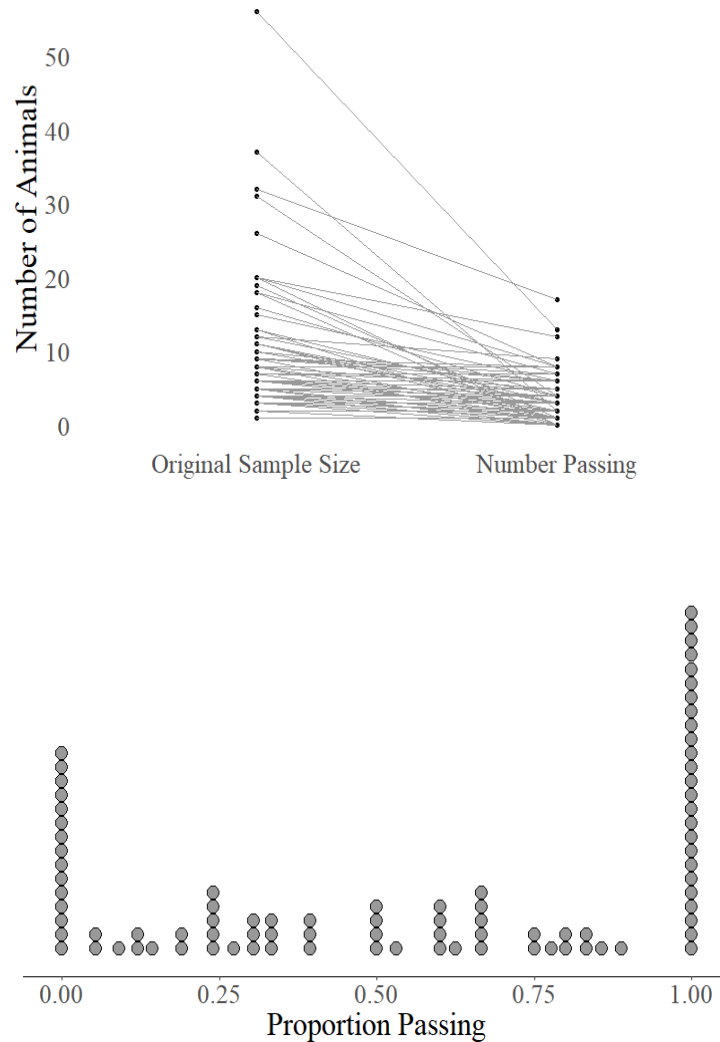 Number of Animals
50
40
30
20
10
0
Original Sample Size
Number Passing
0.00
0.25
0.50
0.75
1.00
Proportion Passing